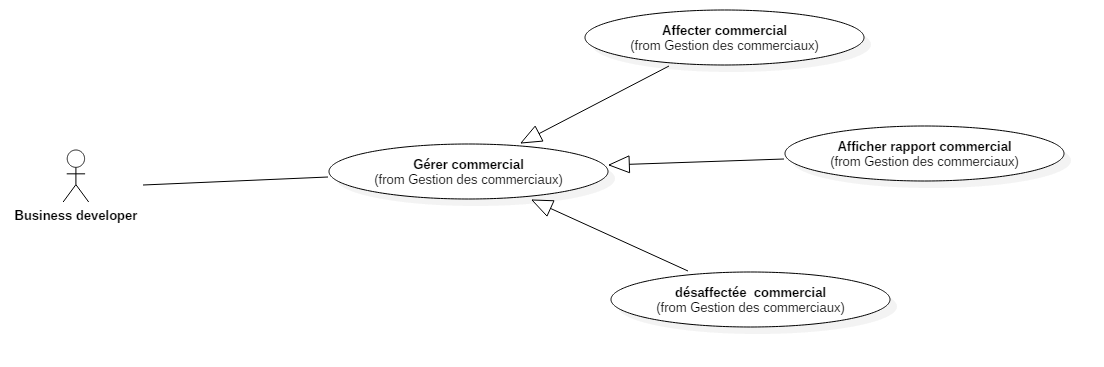 Affecter commercial
(from Gestion des commerciaux)
Afficher rapport commercial
(from Gestion des commerciaux)
Gérer commercial
(from Gestion des commerciaux)
Business developer
désaffectée  commercial
(from Gestion des commerciaux)